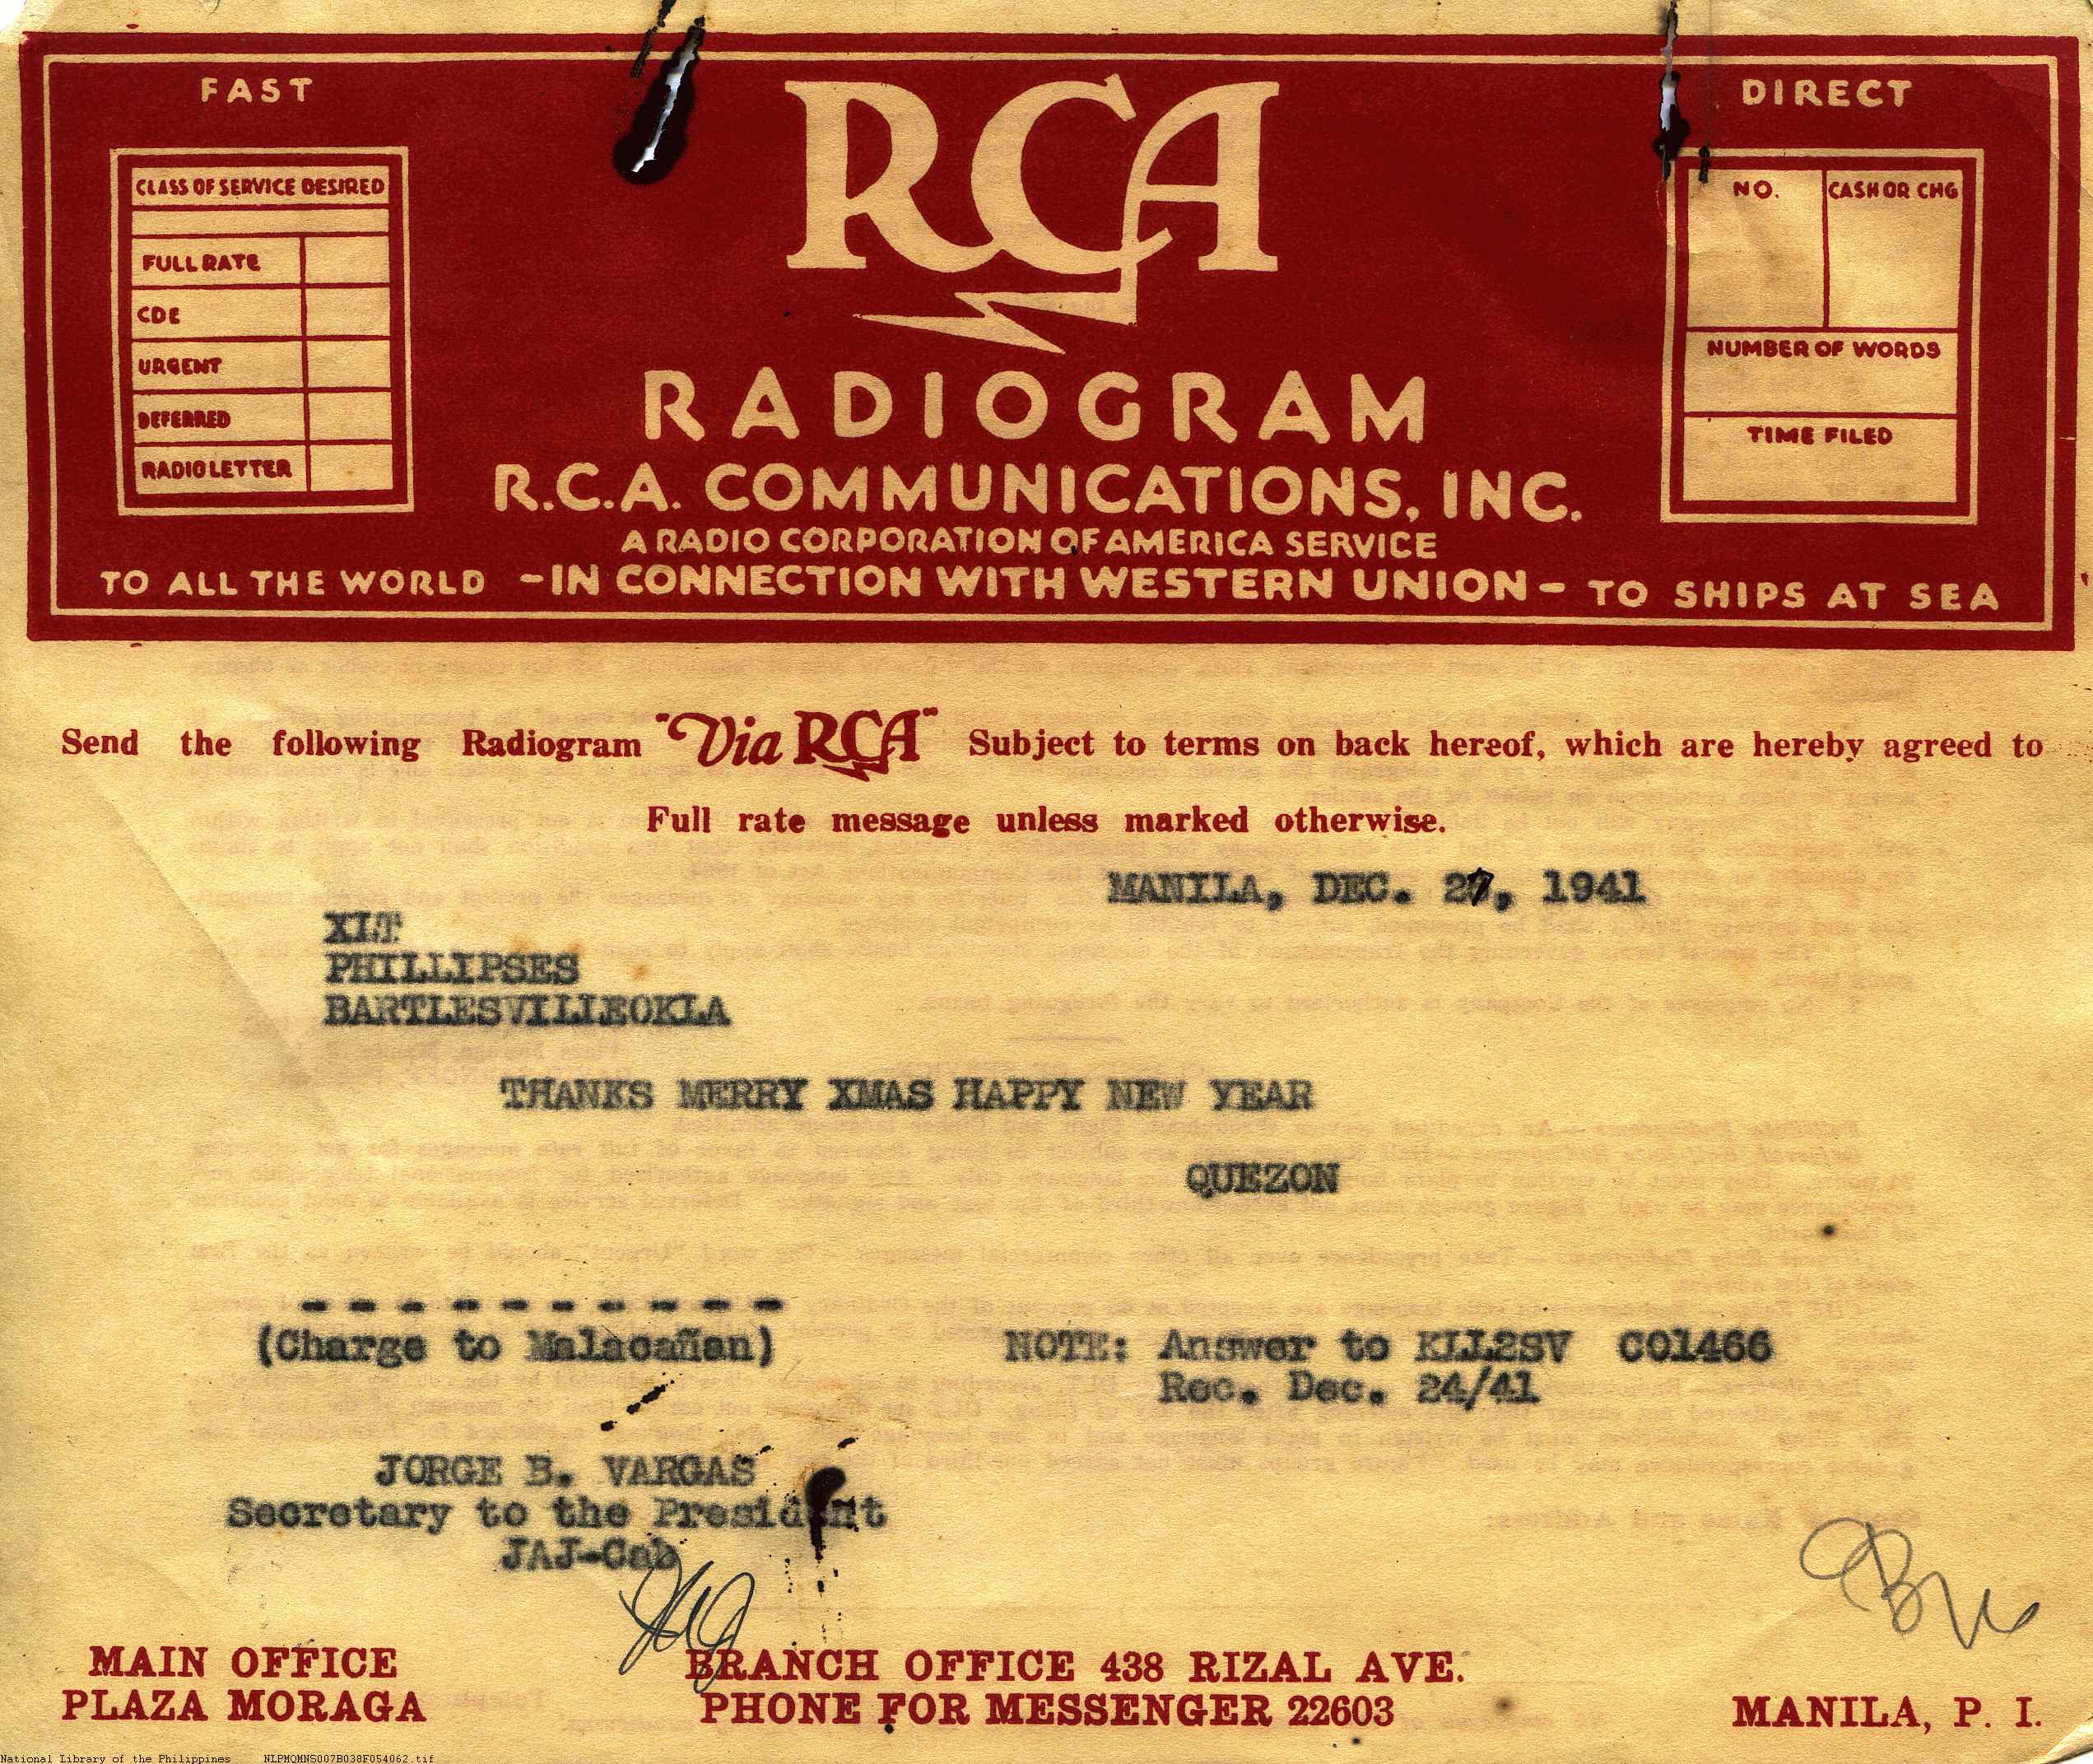 FAST
DIRECT
RCA
CLASS OF SERVICE DESIRED
FULL RATE
CDE
URGENT
DEFERRED
RADIOLETTER
NO.
CASH OR CHG
NUMBER OF WORDS
TIME FILED
RADIOGRAM
R.C.A. COMMUNICATIONS, INC.
A RADIO CORPORATION OF AMERICA SERVICE
TO ALL THE WORLD -IN CONNECTION WITH WESTERN UNION- TO SHIPS AT SEA
Send the following Radiogram "Via RCA" Subject to terms on back hereof, which are hereby agreed to
Full rate message unless marked otherwise.
MANILA, DEC. 27, 1941
XLT
PHILLIPSES
BARTLESVILLEOKLA
THANKS MERRY XMAS HAPPY NEW YEAR
QUEZON
----------
(Charge to Malacañan)
NOTE: Answer to KLL2SV CO1466
Rec. Dec. 24/41
JORGE B. VARGAS
Secretary to the President
JAJ-Cab
MAIN OFFICE
PLAZA MORAGA
BRANCH OFFICE 438 RIZAL AVE.
PHONE FOR MESSENGER 22603
MANILA, P. I.
National Library of the Philippines NLPMQMNS007B038F054062.tif